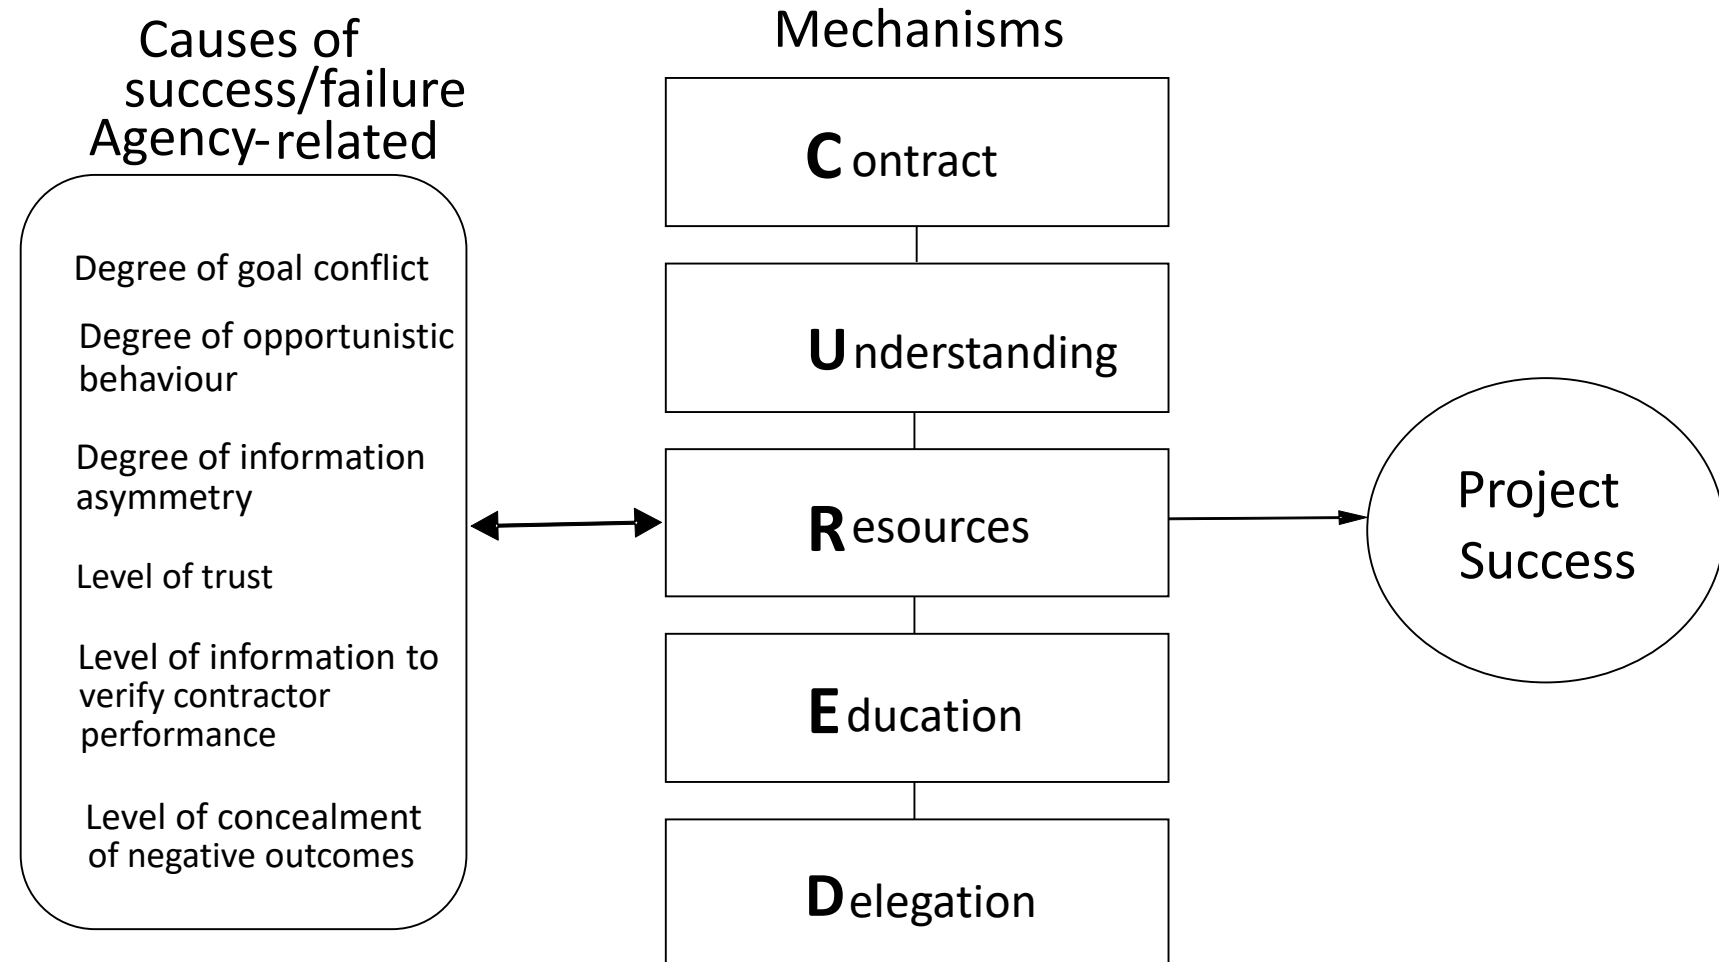 Causes of
success/failure
Agency-related
Degree of goal conflict
Degree of opportunistic
behaviour
Degree of information
asymmetry
Level of trust
Level of information to
verify contractor
performance
Level of concealment
of negative outcomes
Mechanisms
Contract
Understanding
Resources
Education
Delegation
Project
Success